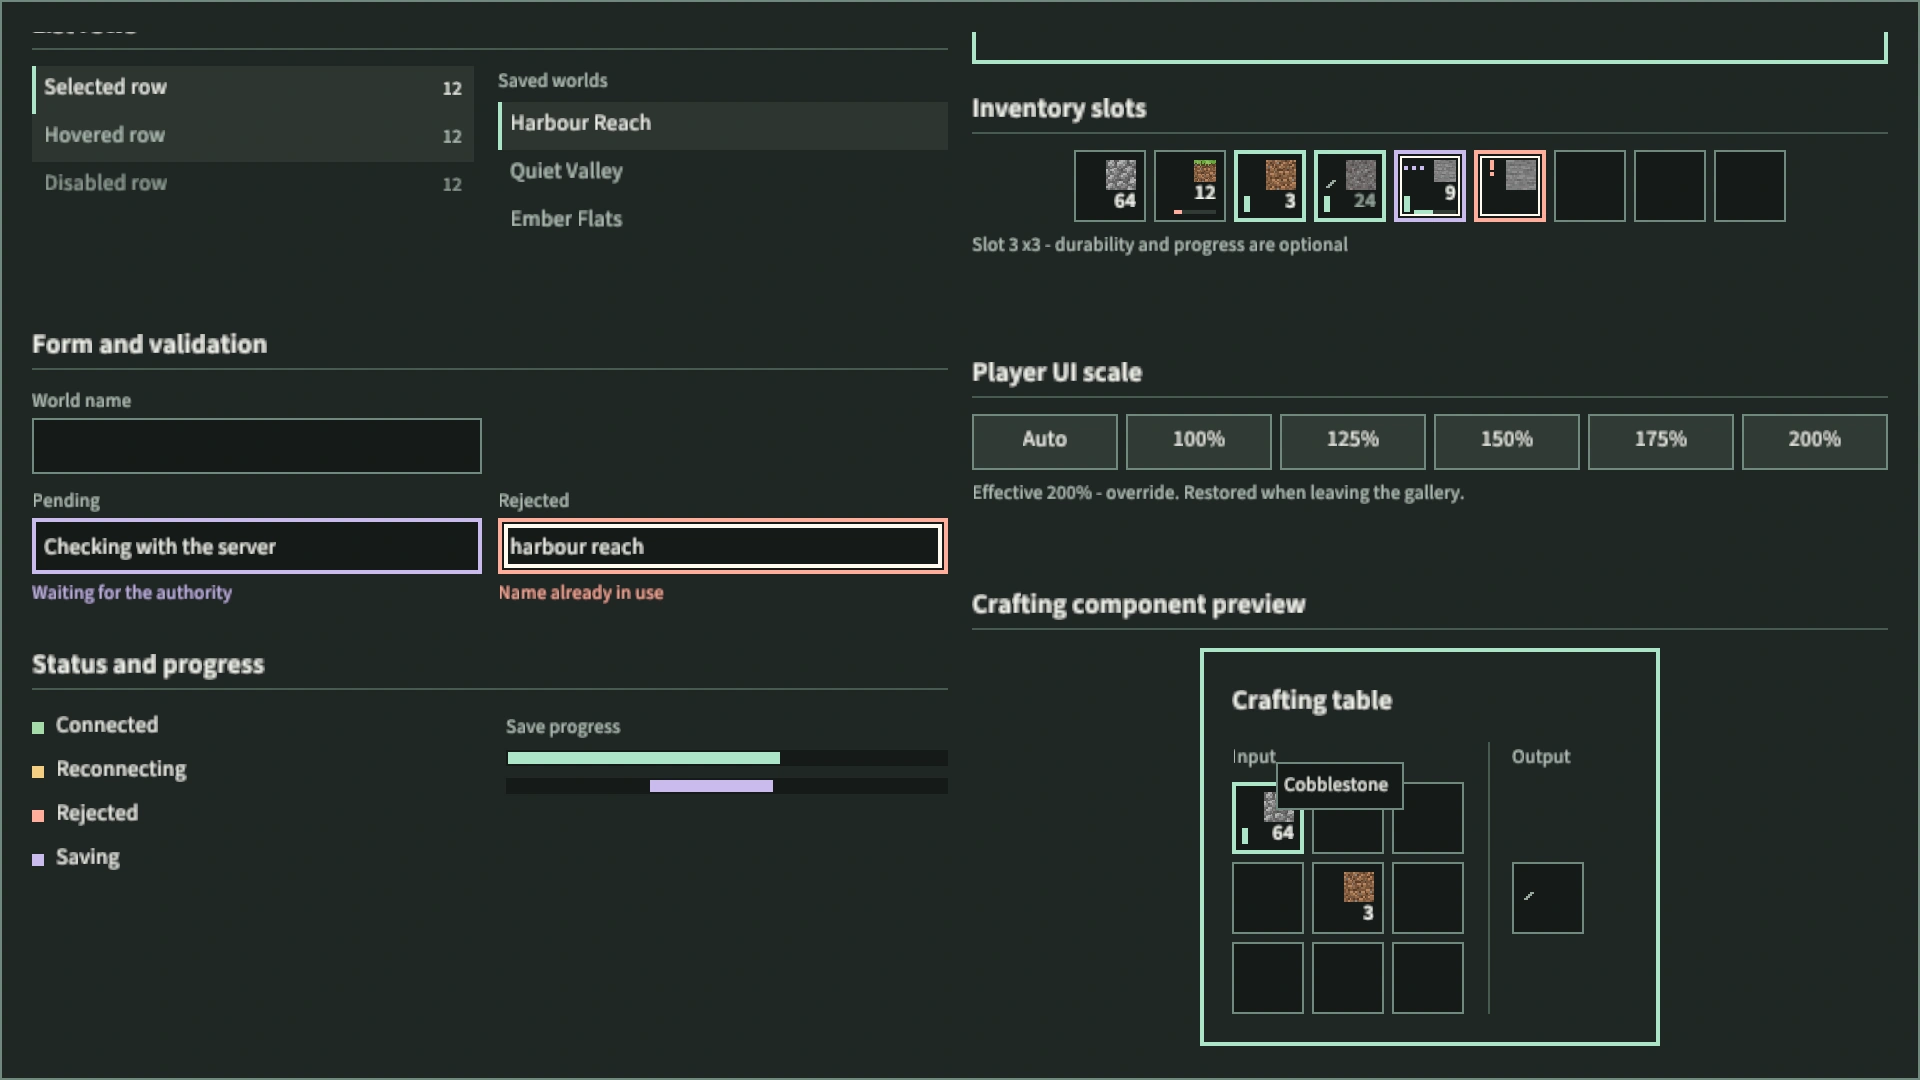 Selected row 12
Hovered row 12
Disabled row 12
Saved worlds
Harbour Reach
Quiet Valley
Ember Flats
Form and validation
World name
Pending
Checking with the server
Waiting for the authority
Rejected
harbour reach
Name already in use
Status and progress
Connected
Reconnecting
Rejected
Saving
Save progress
Inventory slots
64 12 3 24 9
Slot 3 x3 - durability and progress are optional
Player UI scale
Auto 100% 125% 150% 175% 200%
Effective 200% - override. Restored when leaving the gallery.
Crafting component preview
Crafting table
Input
Output
Cobblestone
64
3